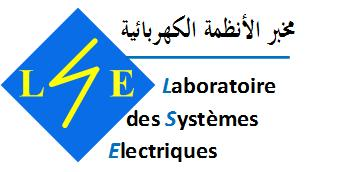 مخبر الأنظمة الكهربائية
L E
Laboratoire
des Systèmes
Electriques